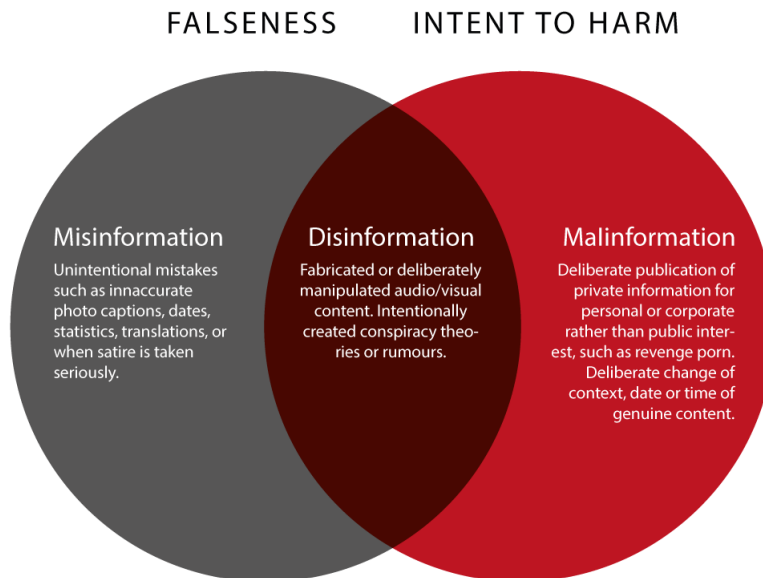 FALSENESS
INTENT TO HARM
Misinformation
Unintentional mistakes
such as innaccurate
photo captions, dates,
statistics, translations, or
when satire is taken
seriously.
Disinformation
Fabricated or deliberately
manipulated audio/visual
content. Intentionally
created conspiracy theo-
ries or rumours.
Malinformation
Deliberate publication of
private information for
personal or corporate
rather than public inter-
est, such as revenge porn.
Deliberate change of
context, date or time of
genuine content.